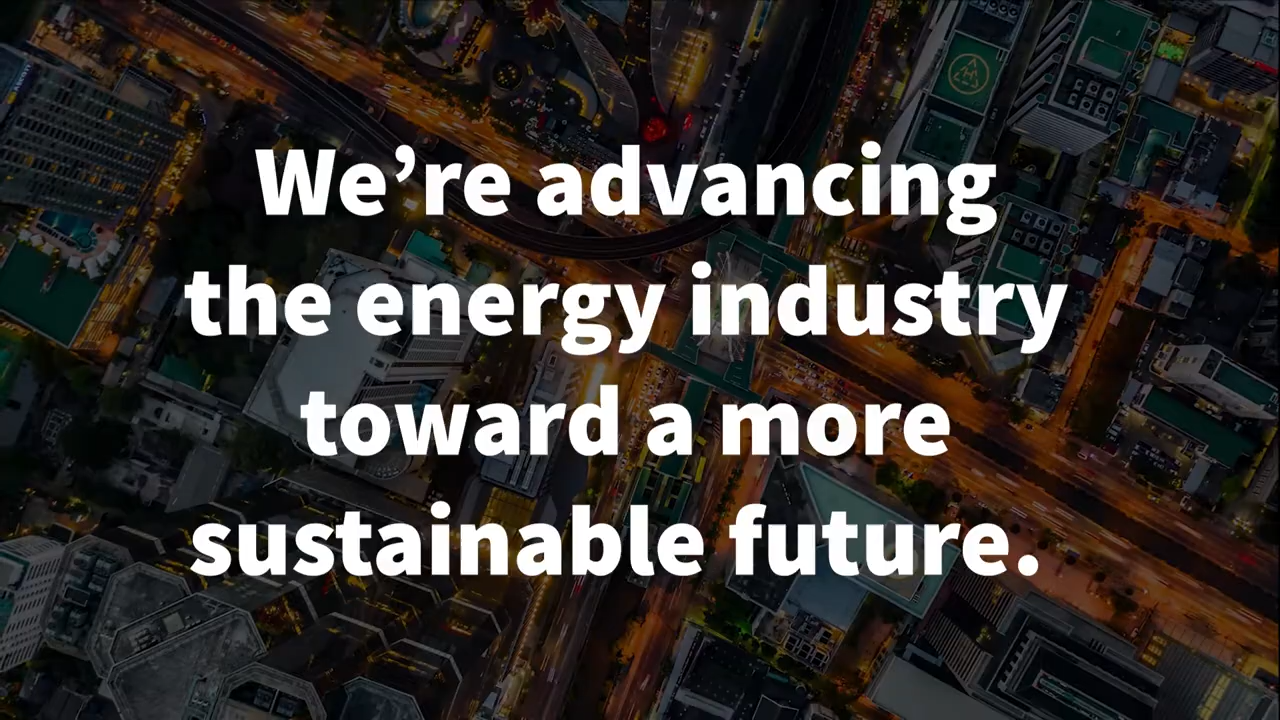 We’re advancing
the energy industry
toward a more
sustainable future.